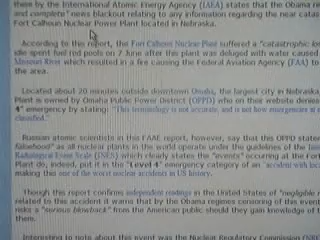 them by the International Atomic Energy Agency (IAEA) states that the Obama re
and complete" news blackout relating to any information regarding the near catas
Fort Calhoun Nuclear Power Plant located in Nebraska.
According to this report, the Fort Calhoun Nuclear Plant suffered a "catastrophic los
idle spent fuel rod pools on 7 June after this plant was deluged with water caused
Missouri River which resulted in a fire causing the Federal Aviation Agency (FAA) to
the area.
Located about 20 minutes outside downtown Omaha, the largest city in Nebraska
Plant is owned by Omaha Public Power District (OPPD) who on their website denies
4" emergency by stating: "This terminology is not accurate, and is not how emergencies at
classified."
Russian atomic scientists in this FAAE report, however, say that this OPPD statem
falsehood" as all nuclear plants in the world operate under the guidelines of the Inte
Radiological Event Scale (INES) which clearly states the "events" occurring at the Fort
Plant do, indeed, put it in the "Level 4" emergency category of an "accident with loca
making this one of the worst nuclear accidents in US history.
Though this report confirms independent readings in the United States of "negligible r
related to this accident it warns that by the Obama regimes censoring of this event
risks a "serious blowback" from the American public should they gain knowledge of t
them.
Interesting to note about this event was the Nuclear Regulatory Commission (NRC)